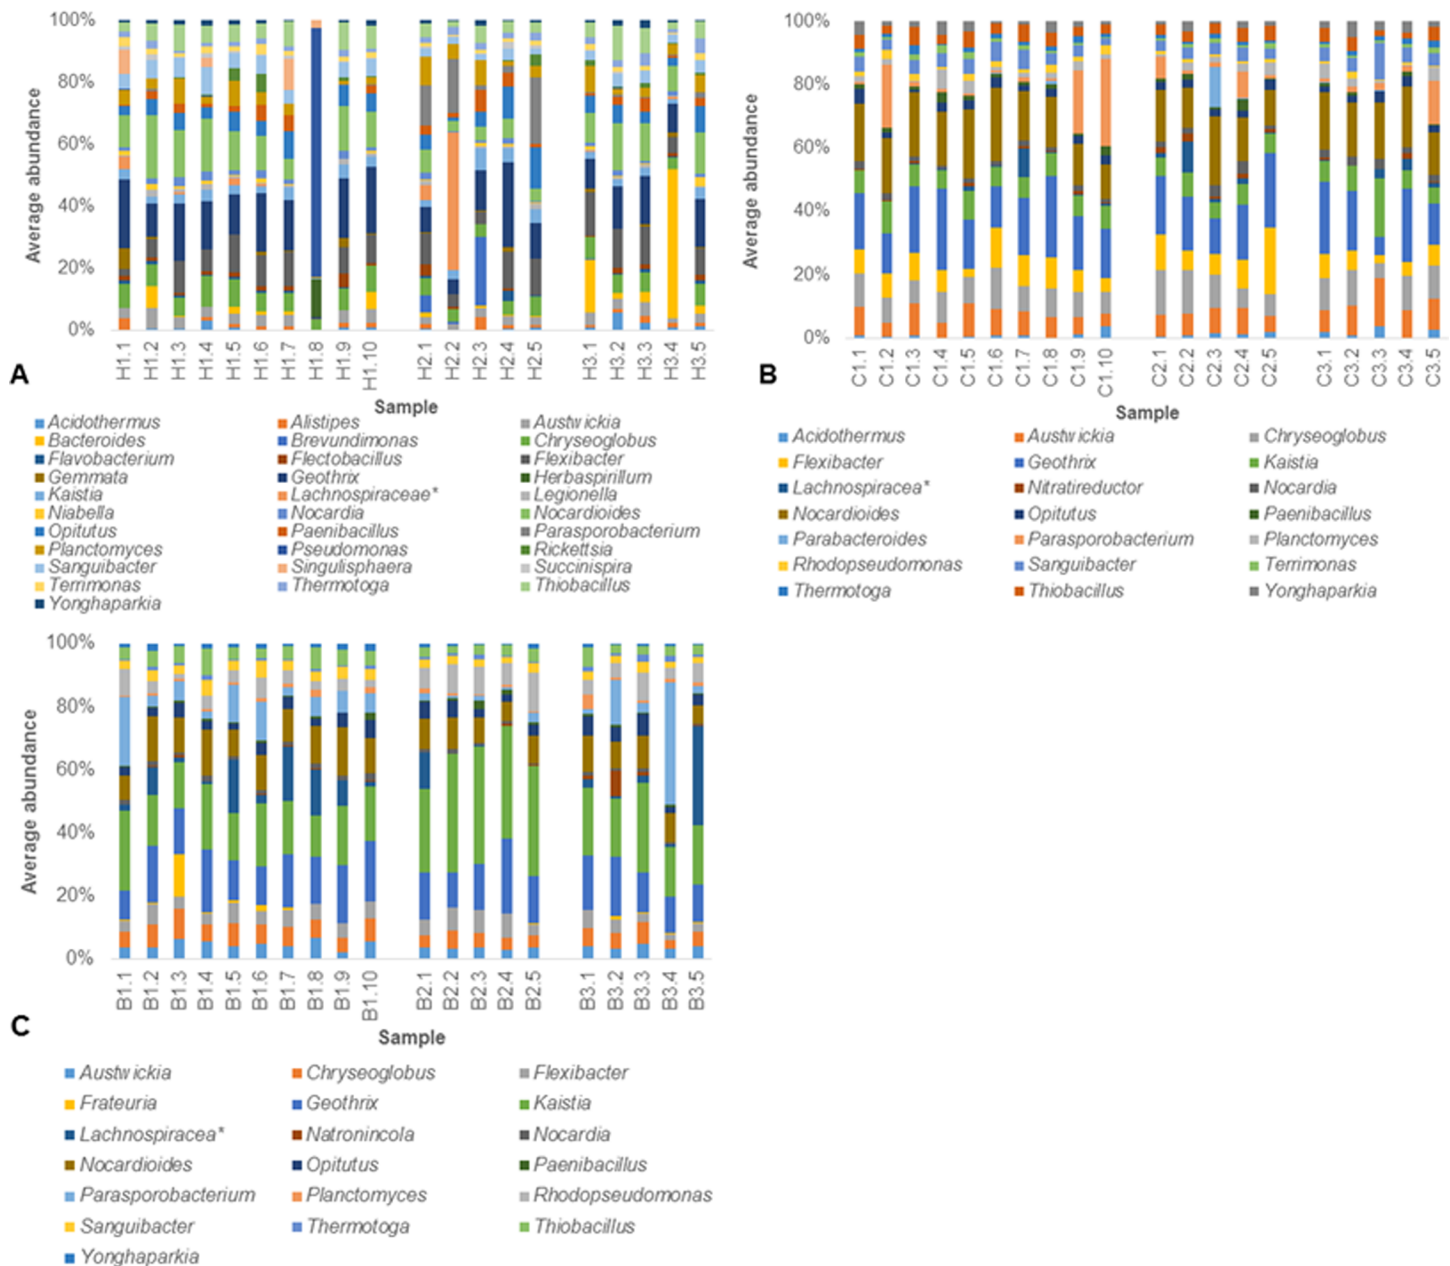 100%
80%
60%
40%
20%
0%
Average abundance
H1.1 H1.2 H1.3 H1.4 H1.5 H1.6 H1.7 H1.8 H1.9 H1.10 H2.1 H2.2 H2.3 H2.4 H2.5 H3.1 H3.2 H3.3 H3.4 H3.5
A
Sample
Acidothermus Alistipes Austwickia
Bacteroides Brevundimonas Chryseoglobus
Flavobacterium Flectobacillus Flexibacter
Gemmata Geothrix Herbaspirillum
Kaistia Lachnospiraceae* Legionella
Niabella Nocardia Nocardioides
Opitutus Paenibacillus Parasporobacterium
Planctomyces Pseudomonas Rickettsia
Sanguibacter Singulisphaera Succinispira
Terrimonas Thermotoga Thiobacillus
Yonghaparkia
100%
80%
60%
40%
20%
0%
Average abundance
C1.1 C1.2 C1.3 C1.4 C1.5 C1.6 C1.7 C1.8 C1.9 C1.10 C2.1 C2.2 C2.3 C2.4 C2.5 C3.1 C3.2 C3.3 C3.4 C3.5
B
Sample
Acidothermus Austwickia Chryseoglobus
Flexibacter Geothrix Kaistia
Lachnospiracea* Nitratireductor Nocardia
Nocardioides Opitutus Paenibacillus
Parabacteroides Parasporobacterium Planctomyces
Rhodopseudomonas Sanguibacter Terrimonas
Thermotoga Thiobacillus Yonghaparkia
100%
80%
60%
40%
20%
0%
Average abundance
B1.1 B1.2 B1.3 B1.4 B1.5 B1.6 B1.7 B1.8 B1.9 B1.10 B2.1 B2.2 B2.3 B2.4 B2.5 B3.1 B3.2 B3.3 B3.4 B3.5
C
Sample
Austwickia Chryseoglobus Flexibacter
Frateuria Geothrix Kaistia
Lachnospiracea* Natronincola Nocardia
Nocardioides Opitutus Paenibacillus
Parasporobacterium Planctomyces Rhodopseudomonas
Sanguibacter Thermotoga Thiobacillus
Yonghaparkia